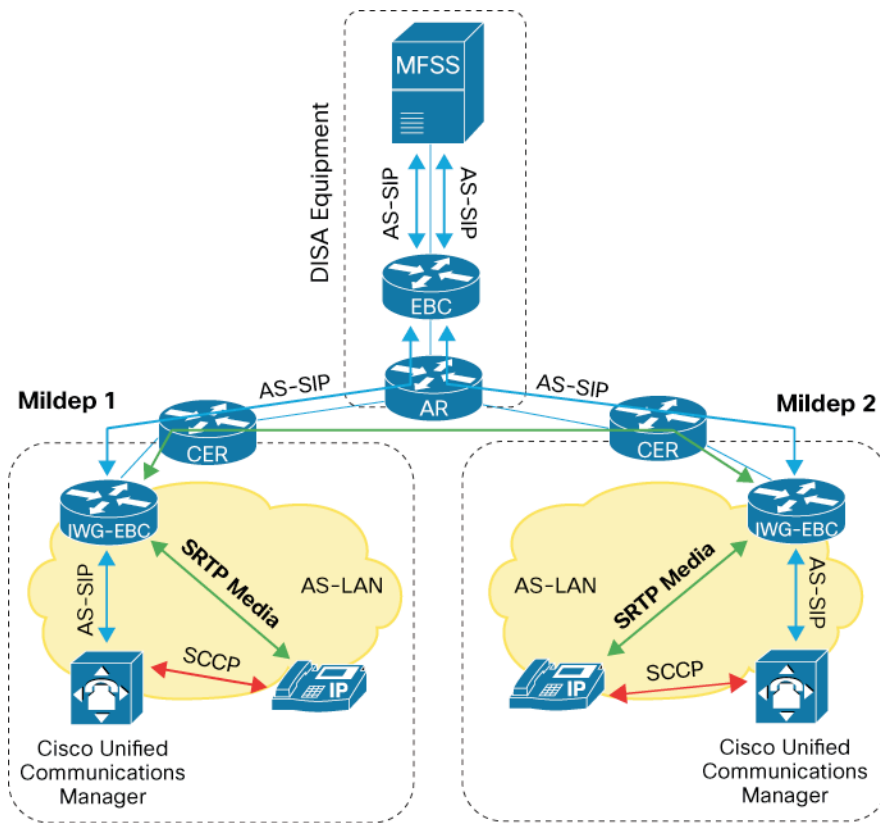 MFSS
DISA Equipment
AS-SIP
AS-SIP
EBC
AS-SIP
AS-SIP
Mildep 1
AR
Mildep 2
CER
CER
IWG-EBC
IWG-EBC
SRTP Media
AS-LAN
AS-LAN
SRTP Media
AS-SIP
AS-SIP
SCCP
IP
IP
SCCP
Cisco Unified
Communications
Manager
Cisco Unified
Communications
Manager